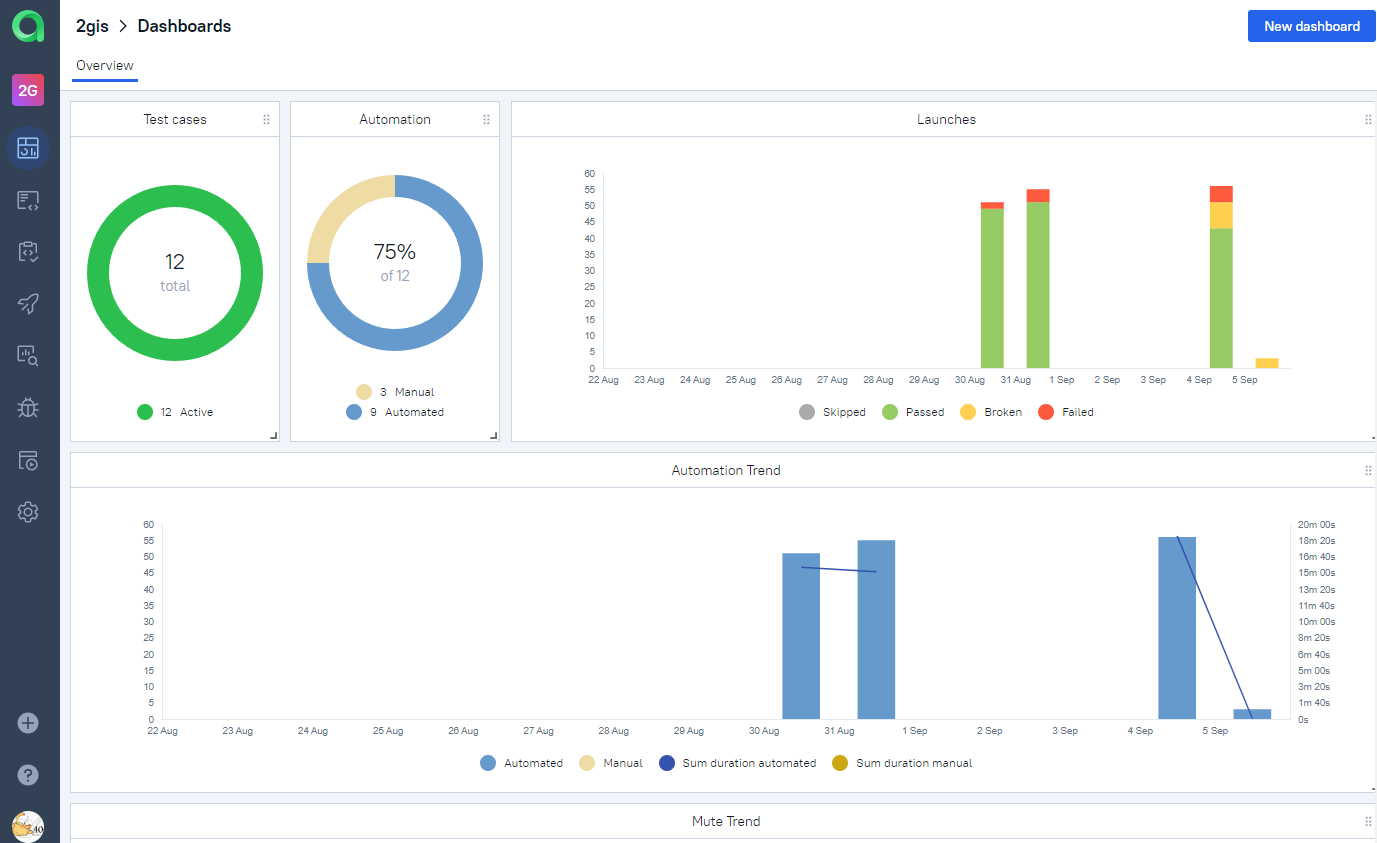 2gis > Dashboards
New dashboard
Overview
2G
Test cases
12
total
12 Active
Automation
75%
of 12
3 Manual
9 Automated
Launches
60
55
50
45
40
35
30
25
20
15
10
5
0
22 Aug 23 Aug 24 Aug 25 Aug 26 Aug 27 Aug 28 Aug 29 Aug 30 Aug 31 Aug 1 Sep 2 Sep 3 Sep 4 Sep 5 Sep
Skipped Passed Broken Failed
Automation Trend
60 20m 00s
55 18m 20s
50 16m 40s
45 15m 00s
40 13m 20s
35 11m 40s
30 10m 00s
25 8m 20s
20 6m 40s
15 5m 00s
10 3m 20s
5 1m 40s
0 0s
22 Aug 23 Aug 24 Aug 25 Aug 26 Aug 27 Aug 28 Aug 29 Aug 30 Aug 31 Aug 1 Sep 2 Sep 3 Sep 4 Sep 5 Sep
Automated Manual Sum duration automated Sum duration manual
?
40
Mute Trend